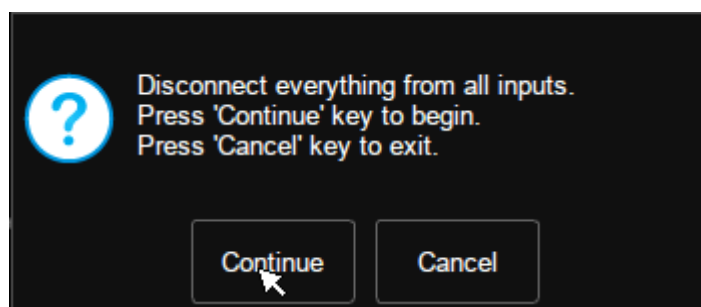 Disconnect everything from all inputs.
Press 'Continue' key to begin.
Press 'Cancel' key to exit.
Continue
Cancel